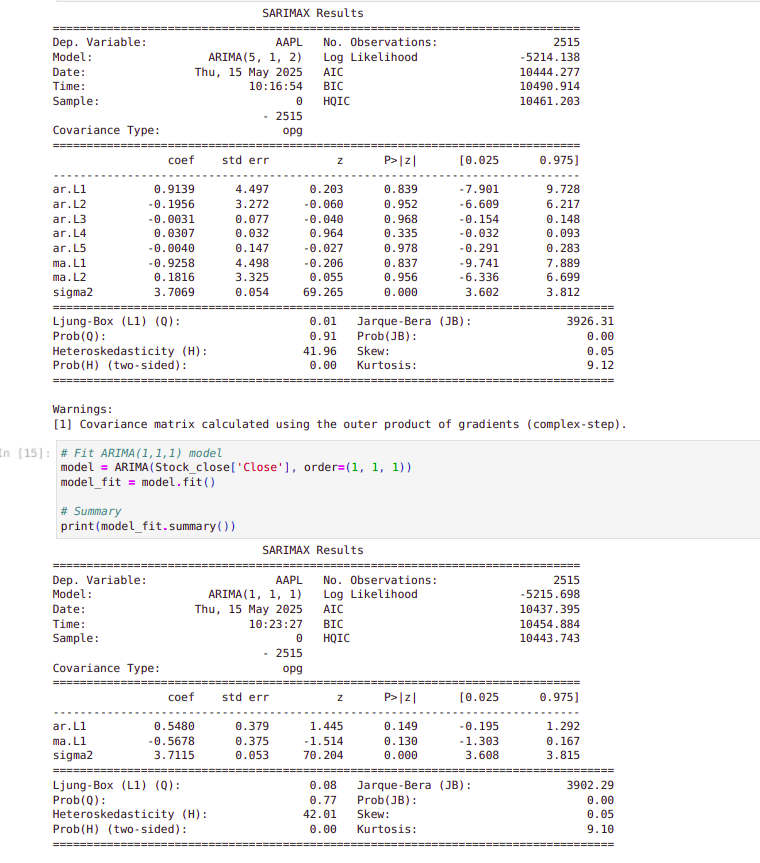 SARIMAX Results
==============================================================================
Dep. Variable:                   AAPL   No. Observations:                 2515
Model:                 ARIMA(5, 1, 2)   Log Likelihood               -5214.138
Date:                Thu, 15 May 2025   AIC                          10444.277
Time:                        10:16:54   BIC                          10490.914
Sample:                             0   HQIC                         10461.203
- 2515
Covariance Type:                  opg
==============================================================================
coef    std err          z      P>|z|      [0.025      0.975]
------------------------------------------------------------------------------
ar.L1          0.9139      4.497      0.203      0.839      -7.901       9.728
ar.L2         -0.1956      3.272     -0.060      0.952      -6.609       6.217
ar.L3         -0.0031      0.077     -0.040      0.968      -0.154       0.148
ar.L4          0.0307      0.032      0.964      0.335      -0.032       0.093
ar.L5         -0.0040      0.147     -0.027      0.978      -0.291       0.283
ma.L1         -0.9258      4.498     -0.206      0.837      -9.741       7.889
ma.L2          0.1816      3.325      0.055      0.956      -6.336       6.699
sigma2         3.7069      0.054     69.265      0.000       3.602       3.812
===================================================================================
Ljung-Box (L1) (Q):                   0.01   Jarque-Bera (JB):              3926.31
Prob(Q):                              0.91   Prob(JB):                         0.00
Heteroskedasticity (H):              41.96   Skew:                             0.05
Prob(H) (two-sided):                  0.00   Kurtosis:                         9.12
===================================================================================
Warnings:
[1] Covariance matrix calculated using the outer product of gradients (complex-step).
In [15]:
# Fit ARIMA(1,1,1) model
model = ARIMA(Stock_close['Close'], order=(1, 1, 1))
model_fit = model.fit()
# Summary
print(model_fit.summary())
SARIMAX Results
==============================================================================
Dep. Variable:                   AAPL   No. Observations:                 2515
Model:                 ARIMA(1, 1, 1)   Log Likelihood               -5215.698
Date:                Thu, 15 May 2025   AIC                          10437.395
Time:                        10:23:27   BIC                          10454.884
Sample:                             0   HQIC                         10443.743
- 2515
Covariance Type:                  opg
==============================================================================
coef    std err          z      P>|z|      [0.025      0.975]
------------------------------------------------------------------------------
ar.L1          0.5480      0.379      1.445      0.149      -0.195       1.292
ma.L1         -0.5678      0.375     -1.514      0.130      -1.303       0.167
sigma2         3.7115      0.053     70.204      0.000       3.608       3.815
===================================================================================
Ljung-Box (L1) (Q):                   0.08   Jarque-Bera (JB):              3902.29
Prob(Q):                              0.77   Prob(JB):                         0.00
Heteroskedasticity (H):              42.01   Skew:                             0.05
Prob(H) (two-sided):                  0.00   Kurtosis:                         9.10
===================================================================================